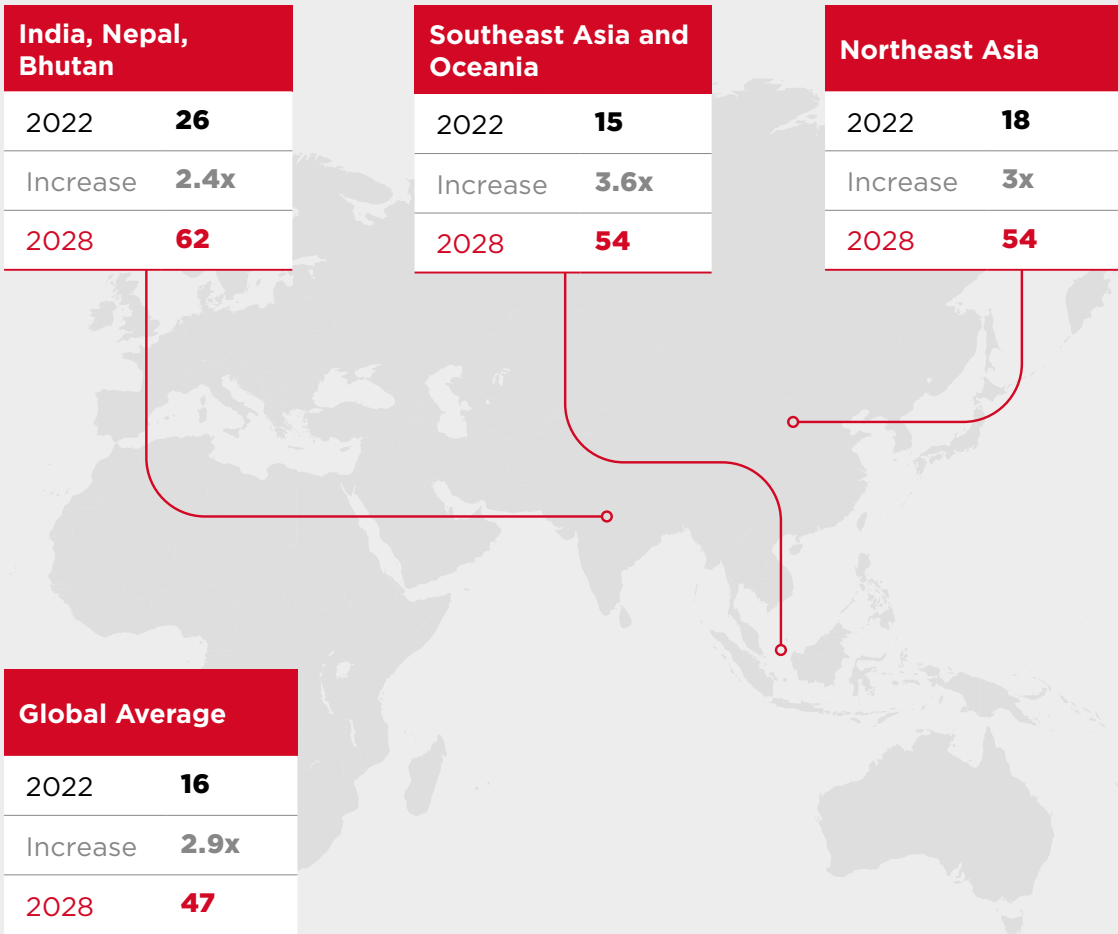 India, Nepal,
Bhutan
2022 26
Increase 2.4x
2028 62
Southeast Asia and
Oceania
2022 15
Increase 3.6x
2028 54
Northeast Asia
2022 18
Increase 3x
2028 54
Global Average
2022 16
Increase 2.9x
2028 47